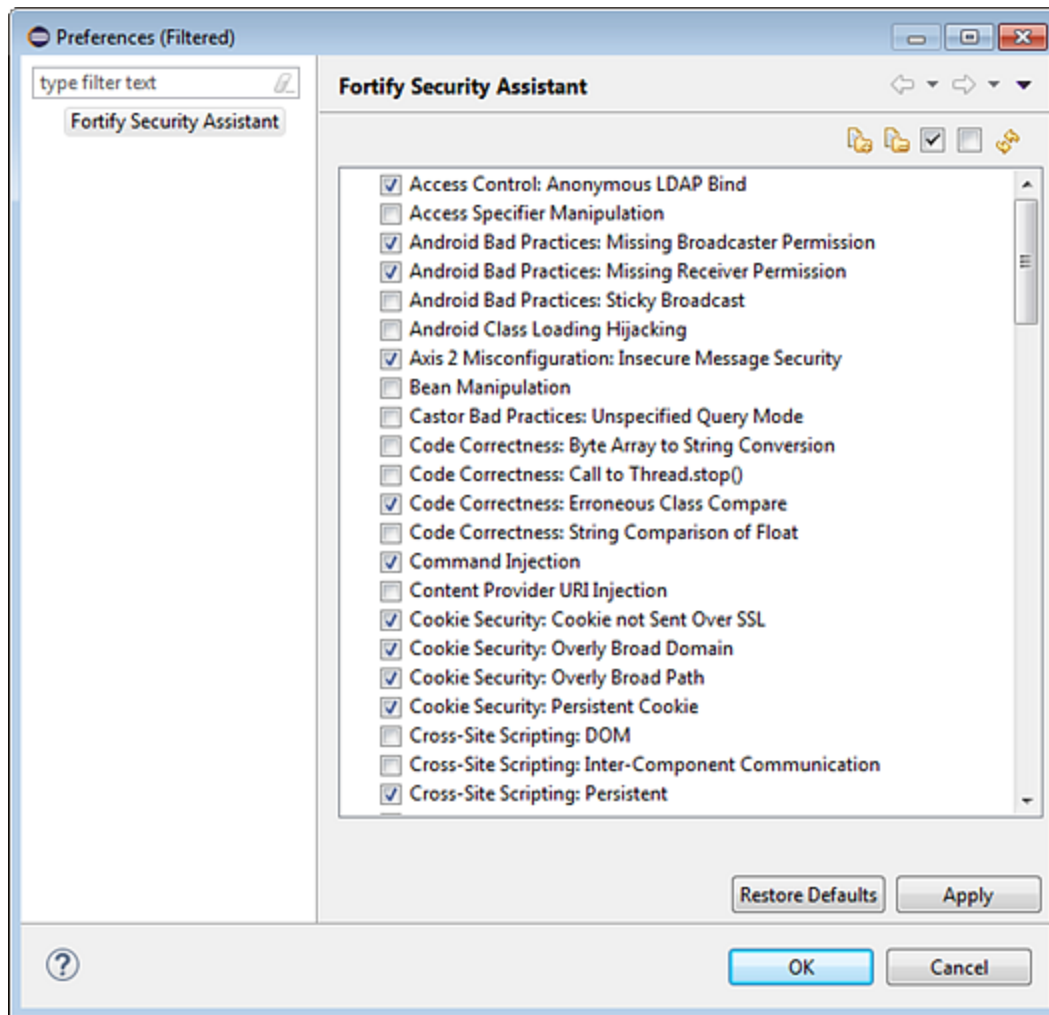 Preferences (Filtered)
type filter text
Fortify Security Assistant
Fortify Security Assistant
Access Control: Anonymous LDAP Bind
Access Specifier Manipulation
Android Bad Practices: Missing Broadcaster Permission
Android Bad Practices: Missing Receiver Permission
Android Bad Practices: Sticky Broadcast
Android Class Loading Hijacking
Axis 2 Misconfiguration: Insecure Message Security
Bean Manipulation
Castor Bad Practices: Unspecified Query Mode
Code Correctness: Byte Array to String Conversion
Code Correctness: Call to Thread.stop()
Code Correctness: Erroneous Class Compare
Code Correctness: String Comparison of Float
Command Injection
Content Provider URI Injection
Cookie Security: Cookie not Sent Over SSL
Cookie Security: Overly Broad Domain
Cookie Security: Overly Broad Path
Cookie Security: Persistent Cookie
Cross-Site Scripting: DOM
Cross-Site Scripting: Inter-Component Communication
Cross-Site Scripting: Persistent
Restore Defaults Apply
? OK Cancel